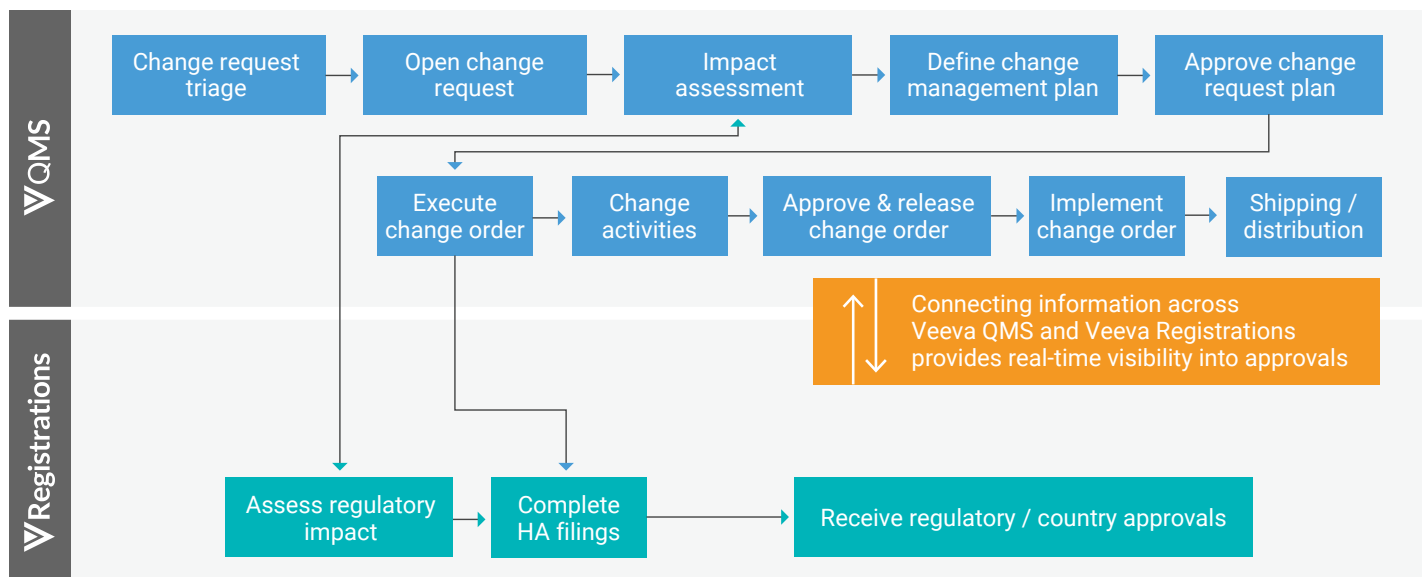 QMS
Change request
triage
Open change
request
Impact
assessment
Define change
management plan
Approve change
request plan
Execute
change order
Change
activities
Approve & release
change order
Implement
change order
Shipping /
distribution
Connecting information across
Veeva QMS and Veeva Registrations
provides real-time visibility into approvals
Registrations
Assess regulatory
impact
Complete
HA filings
Receive regulatory / country approvals